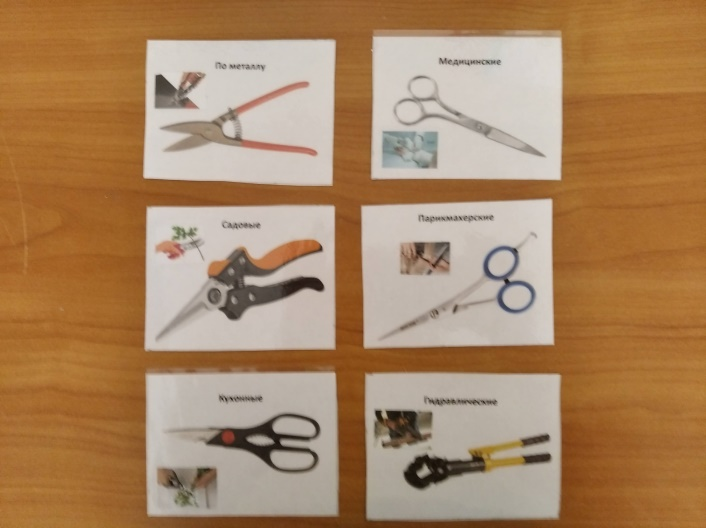 По металлу
Медицинские
Садовые
Парикмахерские
Кухонные
Гидравлические